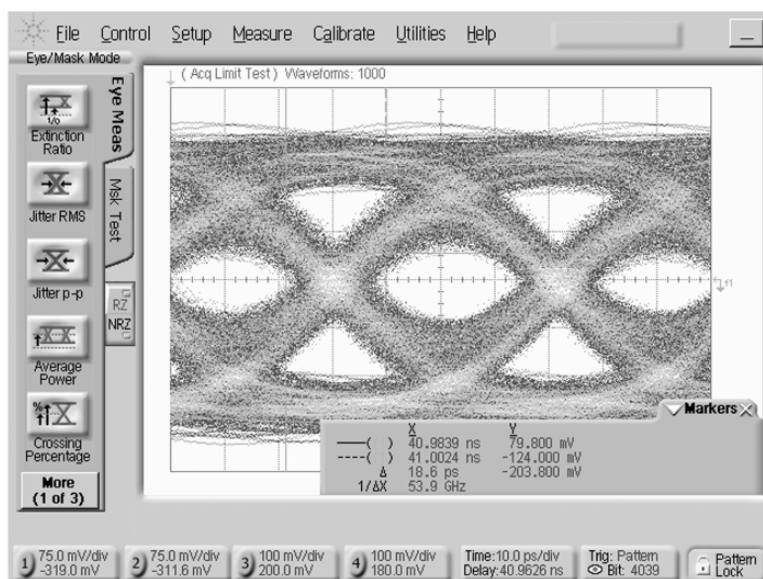 File Control Setup Measure Calibrate Utilities Help
Eye/Mask Mode
( Acq Limit Test ) Waveforms: 1000
Eye Meas
Msk Test
1/0
Extinction
Ratio
Jitter RMS
Jitter p-p
RZ
NRZ
Average
Power
%
Crossing
Percentage
More
(1 of 3)
f1
Markers
X Y
( ) 40.9839 ns 79.800 mV
( ) 41.0024 ns -124.000 mV
Δ 18.6 ps -203.800 mV
1/ΔX 53.9 GHz
1 75.0 mV/div
-319.0 mV
2 75.0 mV/div
-311.6 mV
3 100 mV/div
200.0 mV
4 100 mV/div
180.0 mV
Time:10.0 ps/div
Delay:40.9626 ns
Trig: Pattern
Bit: 4039
Pattern
Lock